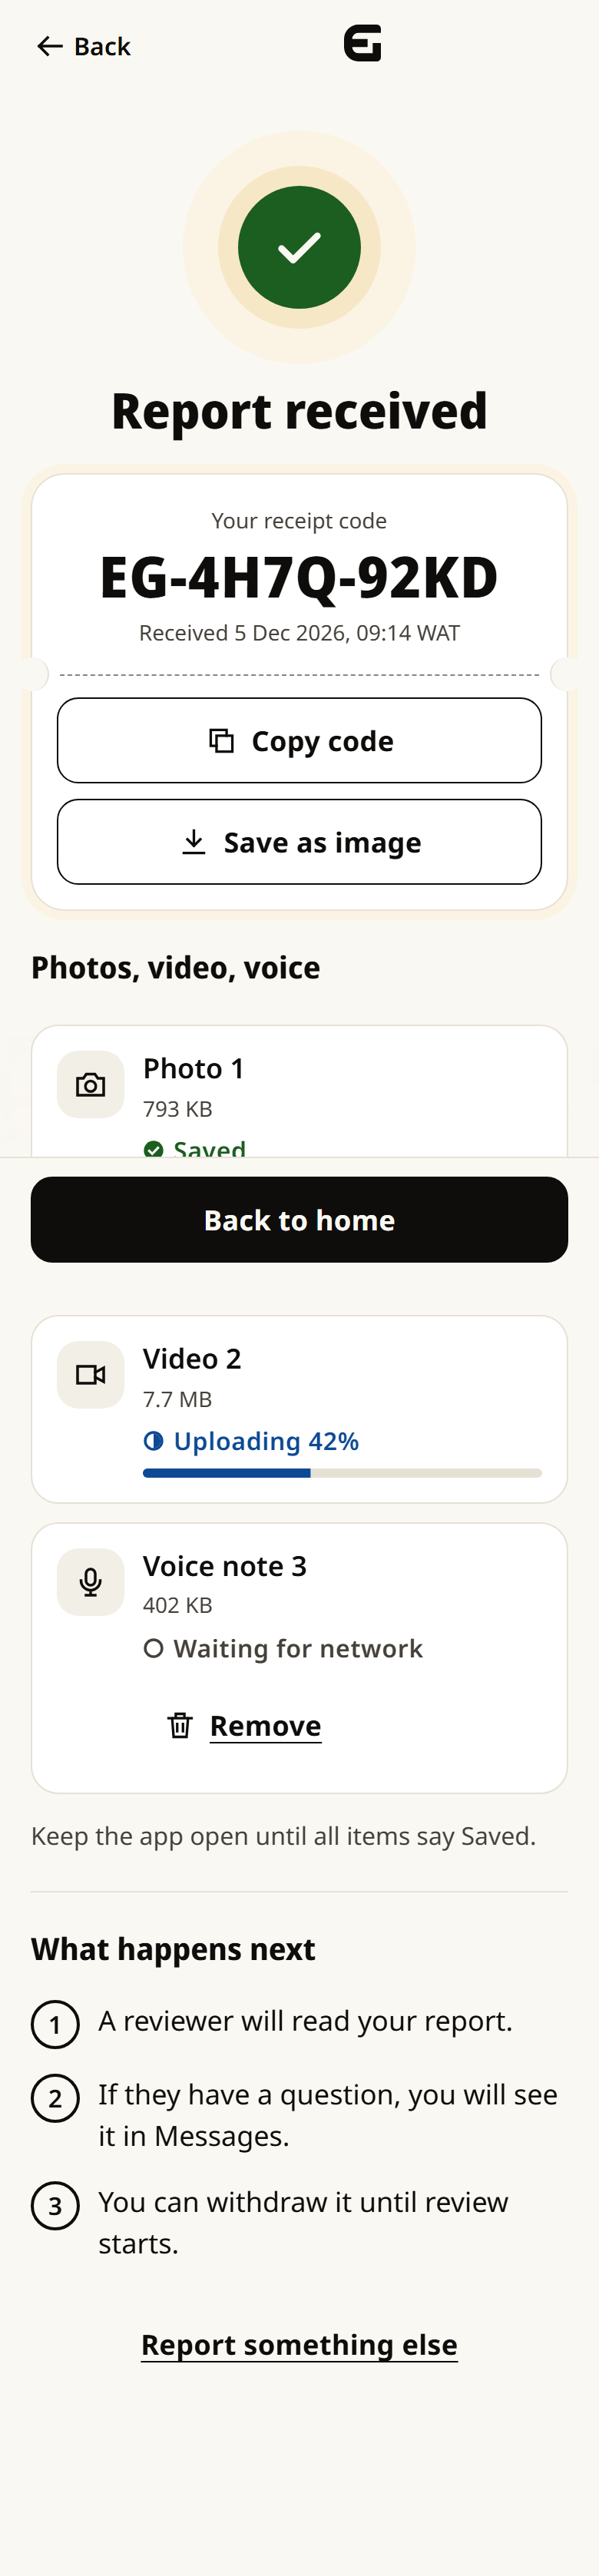 Back
Report received
Your receipt code
EG-4H7Q-92KD
Received 5 Dec 2026, 09:14 WAT
Copy code
Save as image
Photos, video, voice
Photo 1
793 KB
Saved
Back to home
Video 2
7.7 MB
Uploading 42%
Voice note 3
402 KB
Waiting for network
Remove
Keep the app open until all items say Saved.
What happens next
1 A reviewer will read your report.
2 If they have a question, you will see
it in Messages.
3 You can withdraw it until review
starts.
Report something else